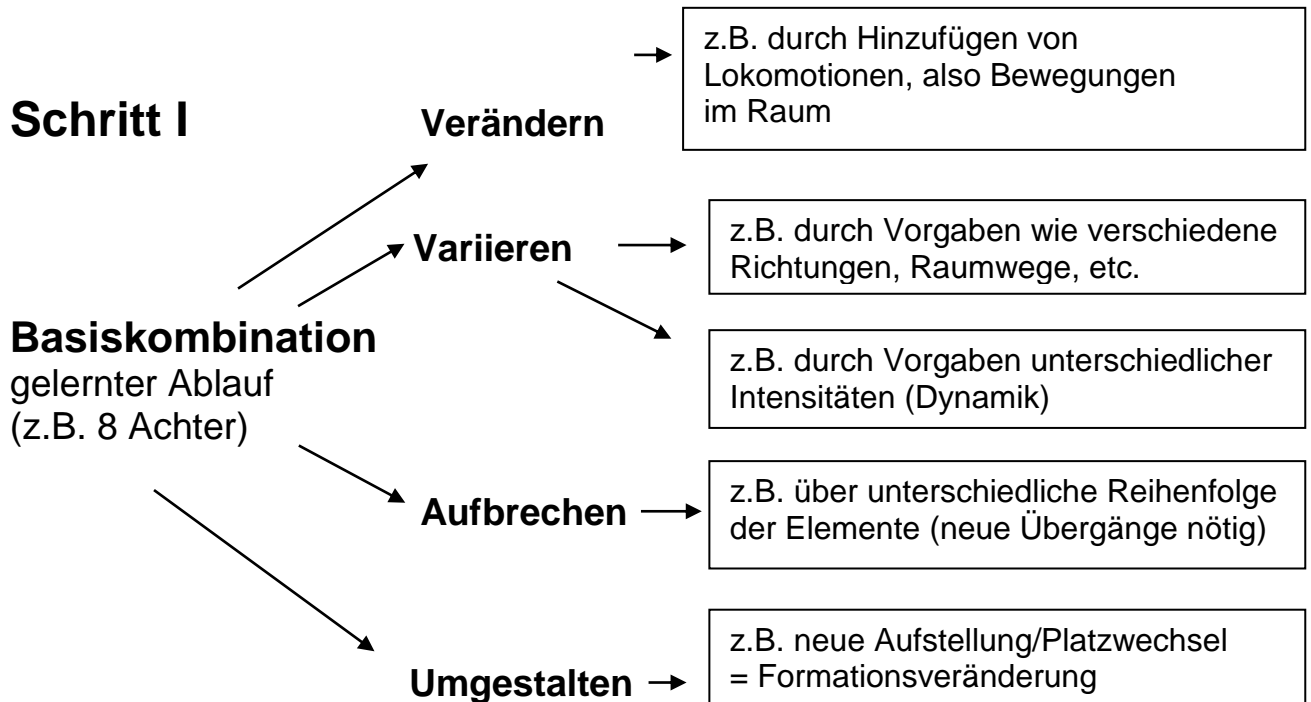 Schritt I
Verändern
z.B. durch Hinzufügen von
Lokomotionen, also Bewegungen
im Raum
Variieren
z.B. durch Vorgaben wie verschiedene
Richtungen, Raumwege, etc.
Basiskombination
gelernter Ablauf
(z.B. 8 Achter)
z.B. durch Vorgaben unterschiedlicher
Intensitäten (Dynamik)
Aufbrechen
z.B. über unterschiedliche Reihenfolge
der Elemente (neue Übergänge nötig)
Umgestalten
z.B. neue Aufstellung/Platzwechsel
= Formationsveränderung